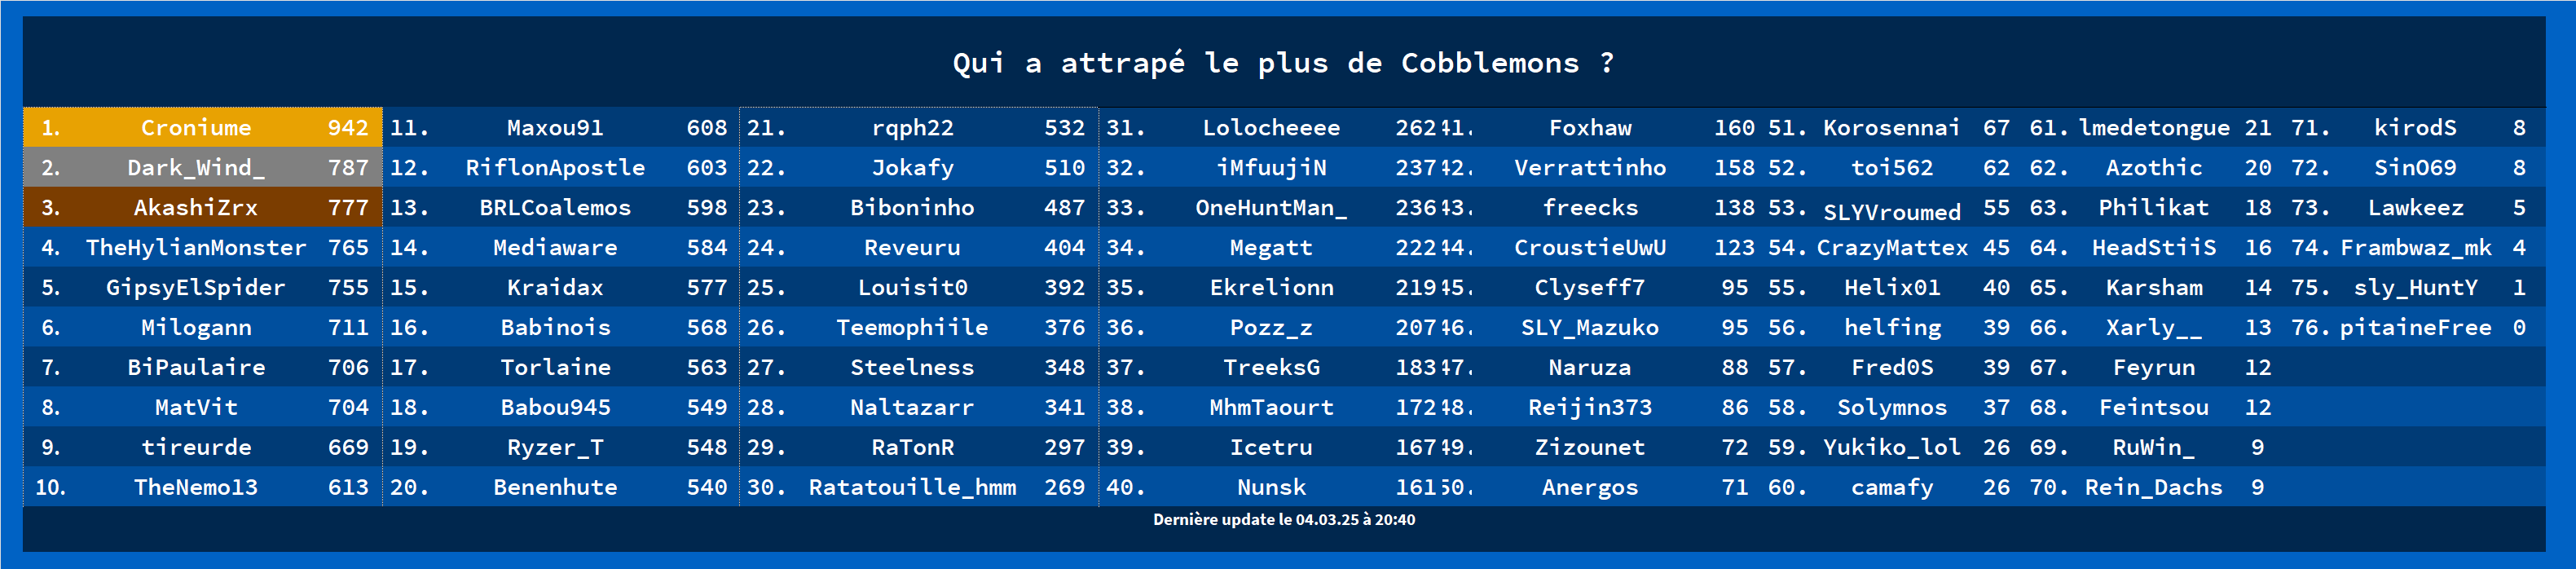 Qui a attrapé le plus de Cobblemons ?
1. Croniume 942
2. Dark_Wind_ 787
3. AkashiZrx 777
4. TheHylianMonster 765
5. GipsyElSpider 755
6. Milogann 711
7. BiPaulaire 706
8. MatVit 704
9. tireurde 669
10. TheNemo13 613
11. Maxou91 608
12. RiflonApostle 603
13. BRLCoalemos 598
14. Mediaware 584
15. Kraidax 577
16. Babinois 568
17. Torlaine 563
18. Babou945 549
19. Ryzer_T 548
20. Benenhute 540
21. rqph22 532
22. Jokafy 510
23. Biboninho 487
24. Reveuru 404
25. Louisit0 392
26. Teemophiile 376
27. Steelness 348
28. Naltazarr 341
29. RaTonR 297
30. Ratatouille_hmm 269
31. Lolocheeee 262
32. iMfuujiN 237
33. OneHuntMan_ 236
34. Megatt 222
35. Ekrelionn 219
36. Pozz_z 207
37. TreeksG 183
38. MhmTaourt 172
39. Icetru 167
40. Nunsk 161
41. Foxhaw 160
42. Verrattinho 158
43. freecks 138
44. CroustieUwU 123
45. Clyseff7 95
46. SLY_Mazuko 95
47. Naruza 88
48. Reijin373 86
49. Zizounet 72
50. Anergos 71
51. Korosennai 67
52. toi562 62
53. SLYVroumed 55
54. CrazyMattex 45
55. Helix01 40
56. helfing 39
57. Fred0S 39
58. Solymnos 37
59. Yukiko_lol 26
60. camafy 26
61. lmedetongue 21
62. Azothic 20
63. Philikat 18
64. HeadStiiS 16
65. Karsham 14
66. Xarly__ 13
67. Feyrun 12
68. Feintsou 12
69. RuWin_ 9
70. Rein_Dachs 9
71. kirodS 8
72. SinO69 8
73. Lawkeez 5
74. Frambwaz_mk 4
75. sly_HuntY 1
76. pitaineFree 0
Dernière update le 04.03.25 à 20:40